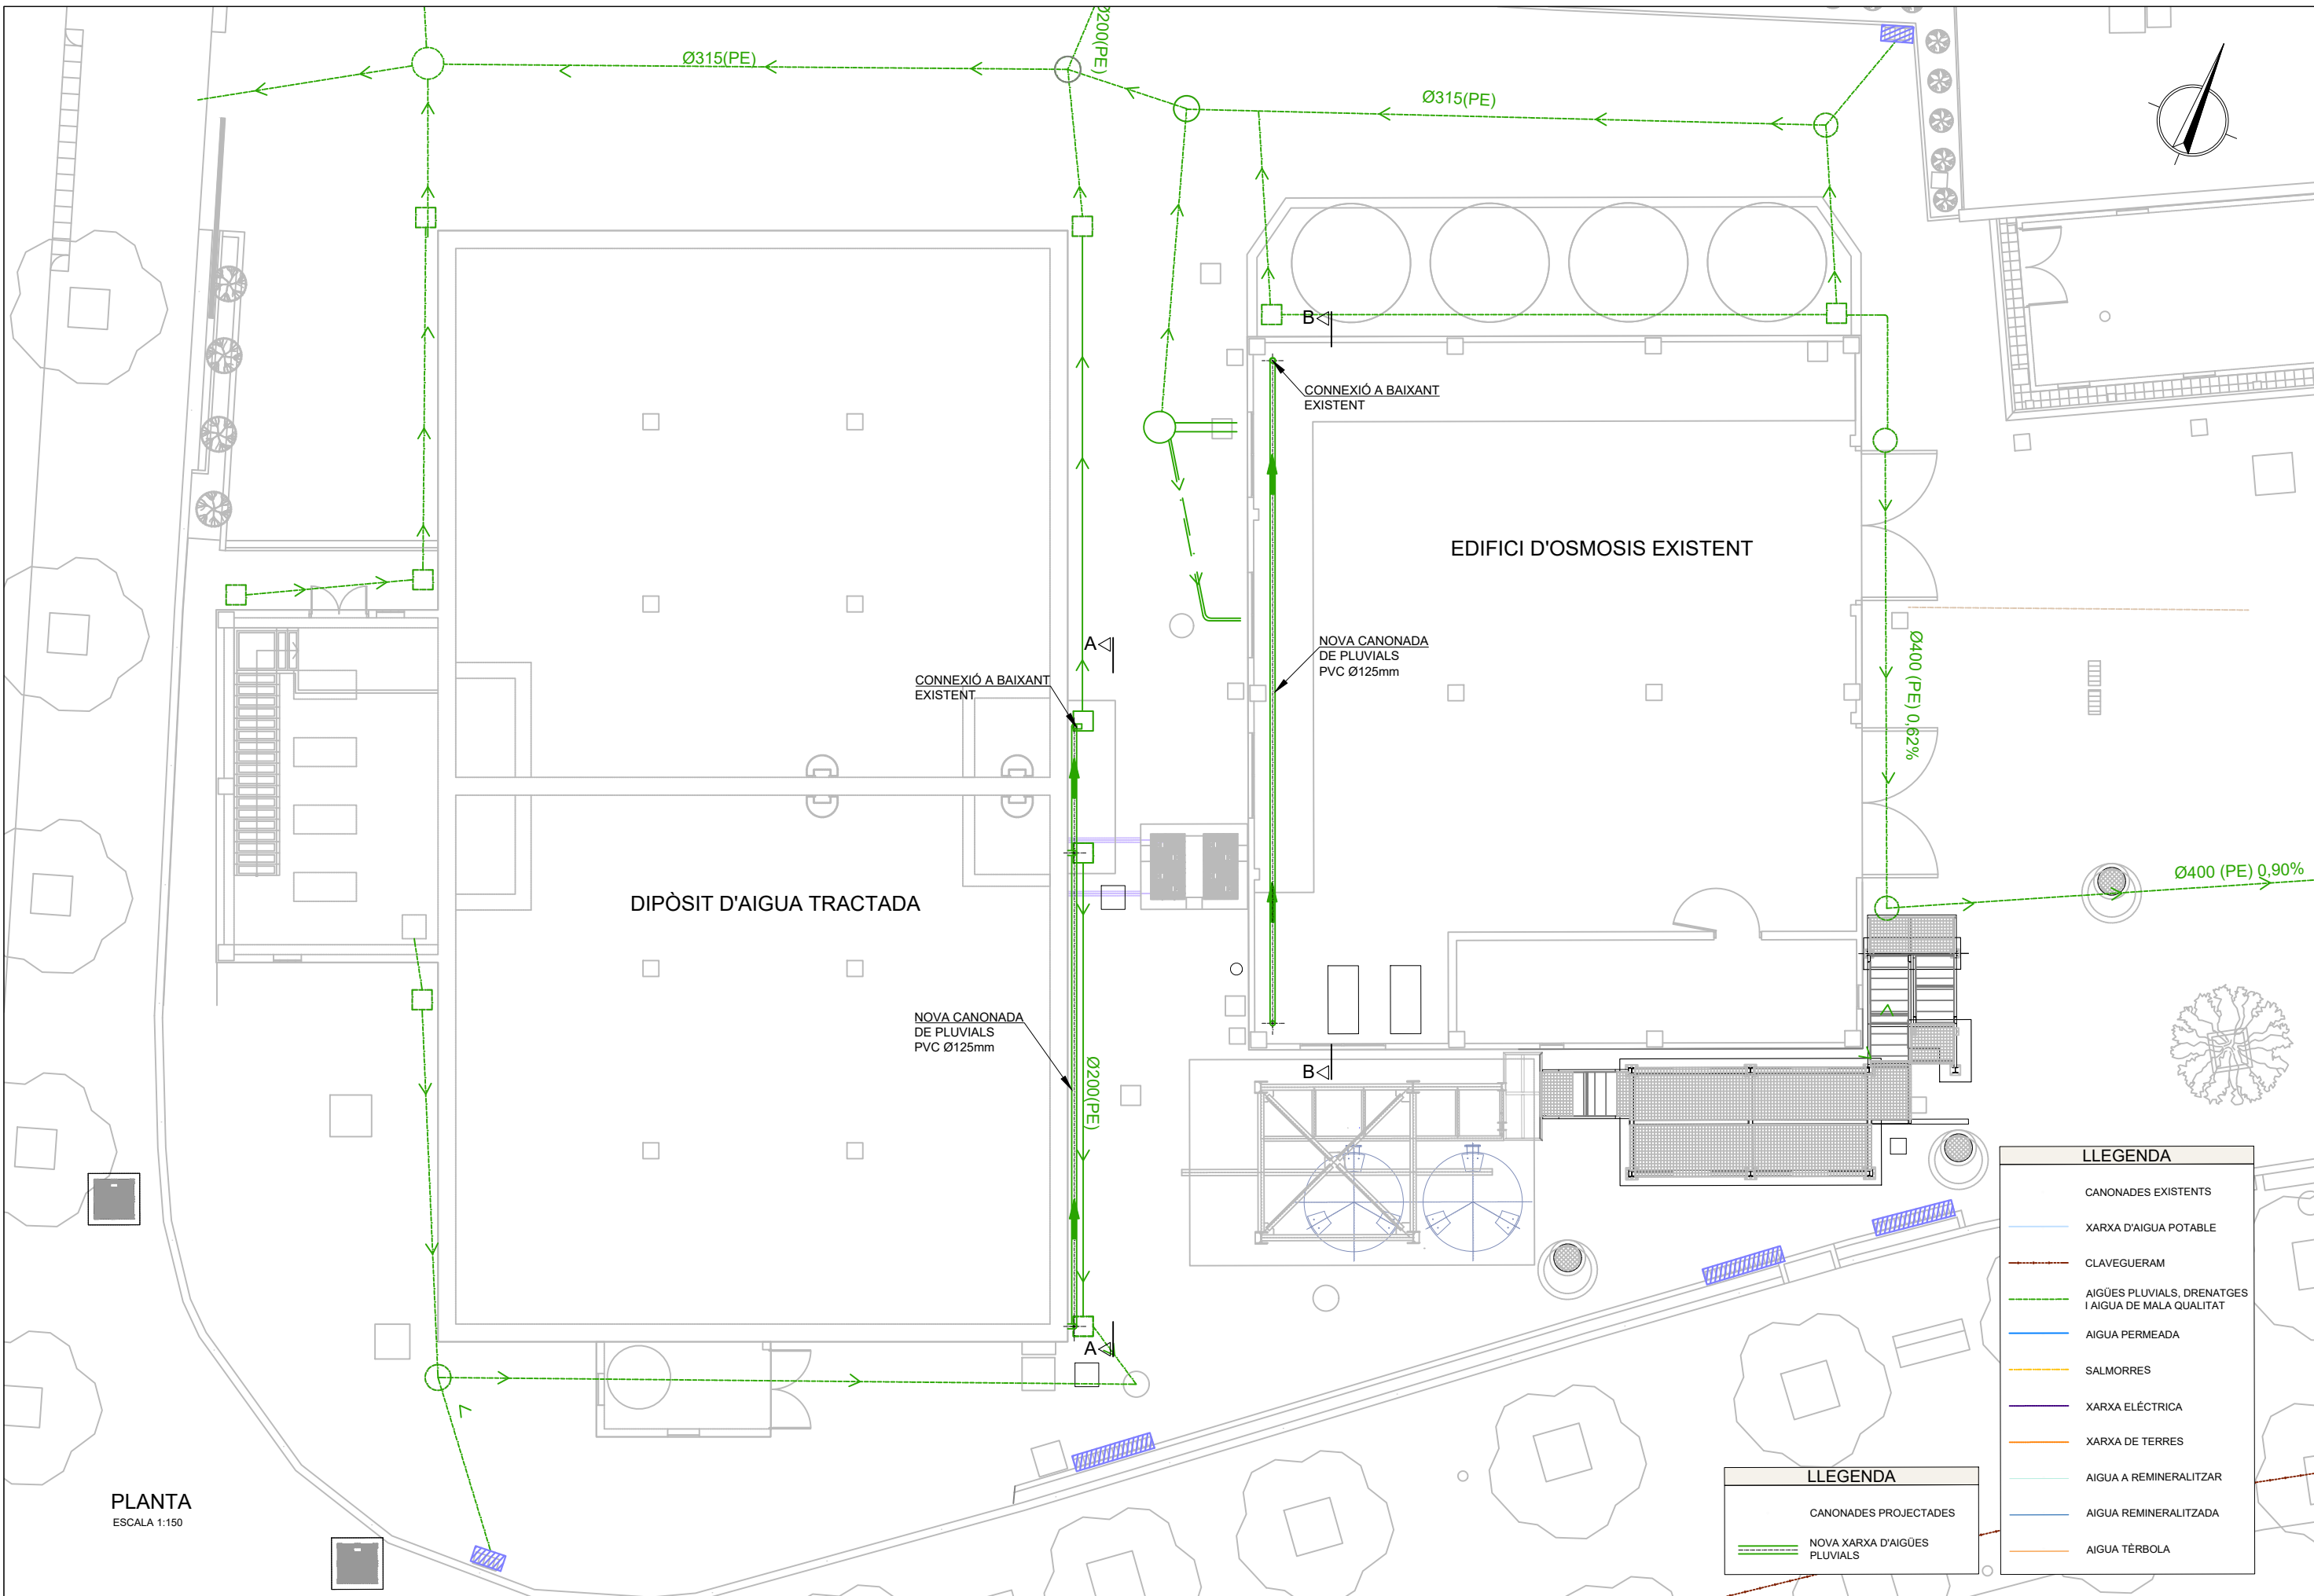 Ø200(PE)
Ø315(PE)
Ø315(PE)
B
CONNEXIÓ A BAIXANT
EXISTENT
EDIFICI D'OSMOSIS EXISTENT
A
NOVA CANONADA
DE PLUVIALS
PVC Ø125mm
Ø400 (PE) 0,62%
CONNEXIÓ A BAIXANT
EXISTENT
Ø400 (PE) 0,90%
DIPÒSIT D'AIGUA TRACTADA
NOVA CANONADA
DE PLUVIALS
PVC Ø125mm
Ø200(PE)
B
A
PLANTA
ESCALA 1:150
LLEGENDA
CANONADES PROJECTADES
NOVA XARXA D'AIGÜES
PLUVIALS
LLEGENDA
CANONADES EXISTENTS
XARXA D'AIGUA POTABLE
CLAVEGUERAM
AIGÜES PLUVIALS, DRENATGES
I AIGUA DE MALA QUALITAT
AIGUA PERMEADA
SALMORRES
XARXA ELÈCTRICA
XARXA DE TERRES
AIGUA A REMINERALITZAR
AIGUA REMINERALITZADA
AIGUA TÈRBOLA